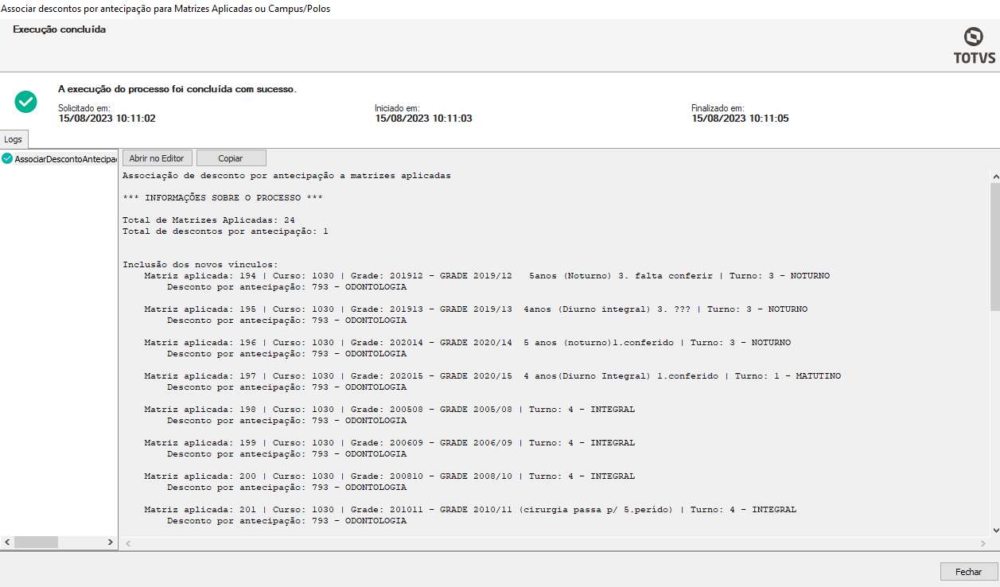 Associar descontos por antecipação para Matrizes Aplicadas ou Campus/Polos
Execução concluída
TOTVS
A execução do processo foi concluída com sucesso.
Solicitado em:
15/08/2023 10:11:02
Iniciado em:
15/08/2023 10:11:03
Finalizado em:
15/08/2023 10:11:05
Logs
AssociarDescontoAntecipa
Abrir no Editor
Copiar
Associação de desconto por antecipação a matrizes aplicadas
*** INFORMAÇÕES SOBRE O PROCESSO ***
Total de Matrizes Aplicadas: 24
Total de descontos por antecipação: 1
Inclusão dos novos vínculos:
Matriz aplicada: 194 | Curso: 1030 | Grade: 201912 - GRADE 2019/12   5anos (Noturno) 3. falta conferir | Turno: 3 - NOTURNO
Desconto por antecipação: 793 - ODONTOLOGIA
Matriz aplicada: 195 | Curso: 1030 | Grade: 201913 - GRADE 2019/13  4anos (Diurno integral) 3. ??? | Turno: 3 - NOTURNO
Desconto por antecipação: 793 - ODONTOLOGIA
Matriz aplicada: 196 | Curso: 1030 | Grade: 202014 - GRADE 2020/14  5 anos (noturno)1.conferido | Turno: 3 - NOTURNO
Desconto por antecipação: 793 - ODONTOLOGIA
Matriz aplicada: 197 | Curso: 1030 | Grade: 202015 - GRADE 2020/15  4 anos(Diurno Integral) 1.conferido | Turno: 1 - MATUTINO
Desconto por antecipação: 793 - ODONTOLOGIA
Matriz aplicada: 198 | Curso: 1030 | Grade: 200508 - GRADE 2005/08 | Turno: 4 - INTEGRAL
Desconto por antecipação: 793 - ODONTOLOGIA
Matriz aplicada: 199 | Curso: 1030 | Grade: 200609 - GRADE 2006/09 | Turno: 4 - INTEGRAL
Desconto por antecipação: 793 - ODONTOLOGIA
Matriz aplicada: 200 | Curso: 1030 | Grade: 200810 - GRADE 2008/10 | Turno: 4 - INTEGRAL
Desconto por antecipação: 793 - ODONTOLOGIA
Matriz aplicada: 201 | Curso: 1030 | Grade: 201011 - GRADE 2010/11 (cirurgia passa p/ 5.perído) | Turno: 4 - INTEGRAL
Desconto por antecipação: 793 - ODONTOLOGIA
Fechar